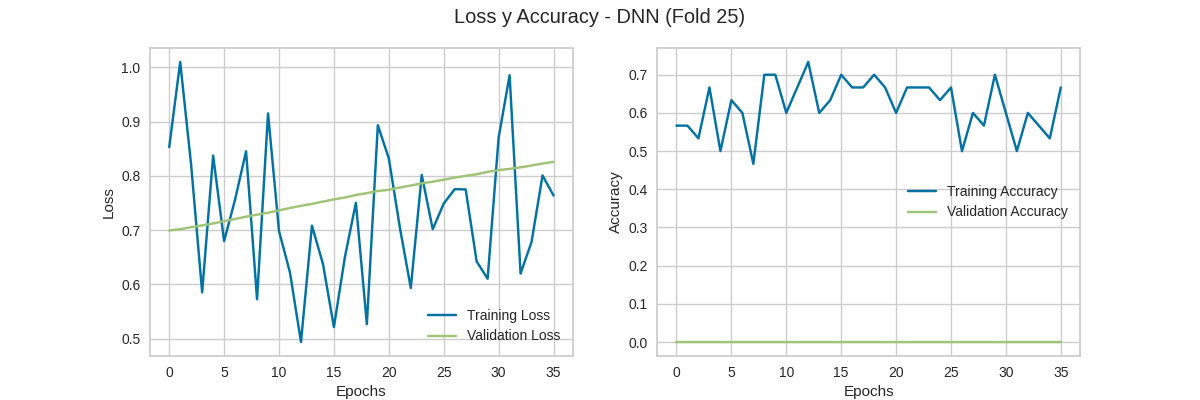 Loss y Accuracy - DNN (Fold 25)
1.0
0.9
0.8
0.7
0.6
0.5
Loss
0 5 10 15 20 25 30 35
Epochs
Training Loss
Validation Loss
0.7
0.6
0.5
0.4
0.3
0.2
0.1
0.0
Accuracy
0 5 10 15 20 25 30 35
Epochs
Training Accuracy
Validation Accuracy